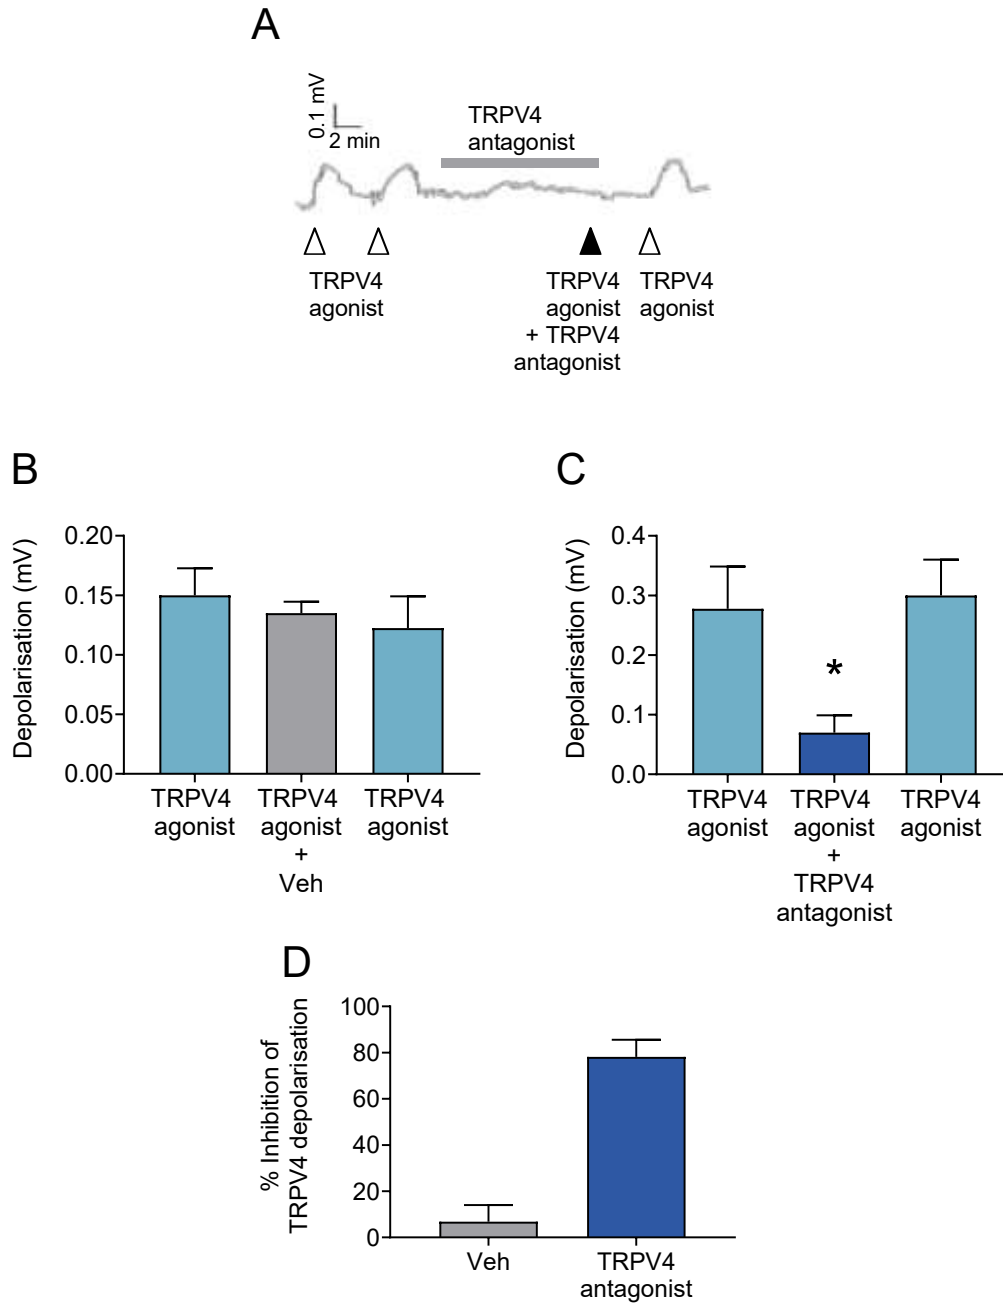 A
0.1 mV
2 min
TRPV4
antagonist
TRPV4
agonist
TRPV4
agonist
+ TRPV4
antagonist
TRPV4
agonist
B
Depolarisation (mV)
0.20
0.15
0.10
0.05
0.00
TRPV4
agonist
TRPV4
agonist
+
Veh
TRPV4
agonist
C
Depolarisation (mV)
0.4
0.3
0.2
0.1
0.0
*
TRPV4
agonist
TRPV4
agonist
+
TRPV4
antagonist
TRPV4
agonist
D
% Inhibition of
TRPV4 depolarisation
100
80
60
40
20
0
Veh
TRPV4
antagonist